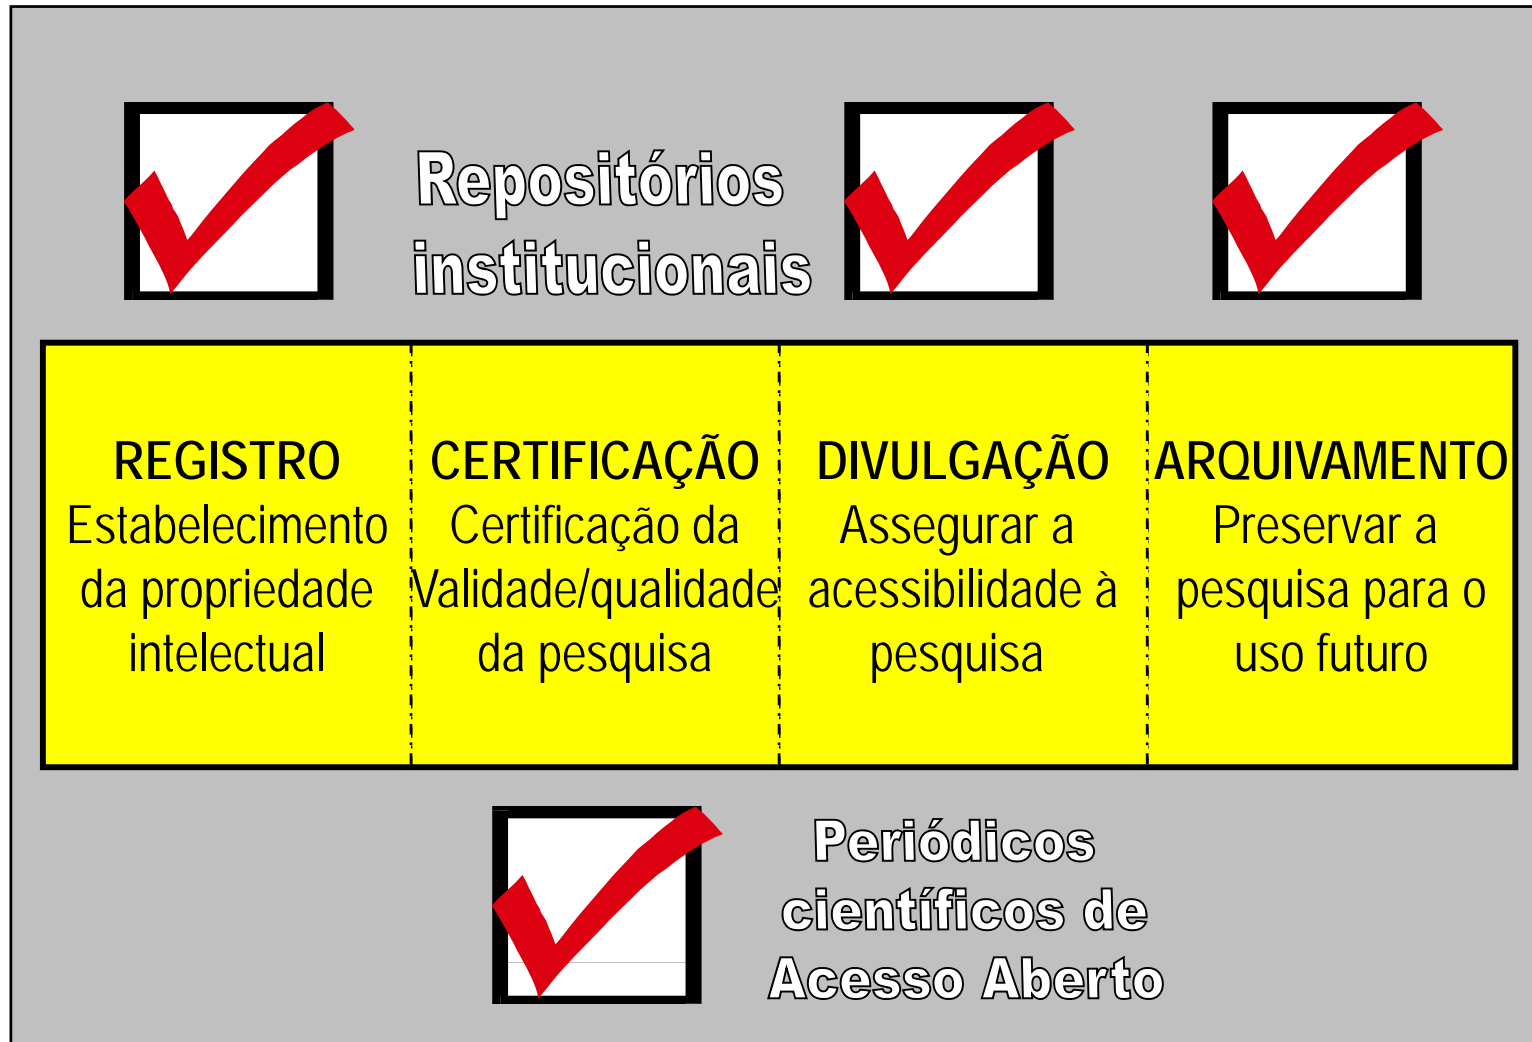 Repositórios
institucionais
REGISTRO
Estabelecimento
da propriedade
intelectual
CERTIFICAÇÃO
Certificação da
Validade/qualidade
da pesquisa
DIVULGAÇÃO
Assegurar a
acessibilidade à
pesquisa
ARQUIVAMENTO
Preservar a
pesquisa para o
uso futuro
Periódicos
científicos de
Acesso Aberto